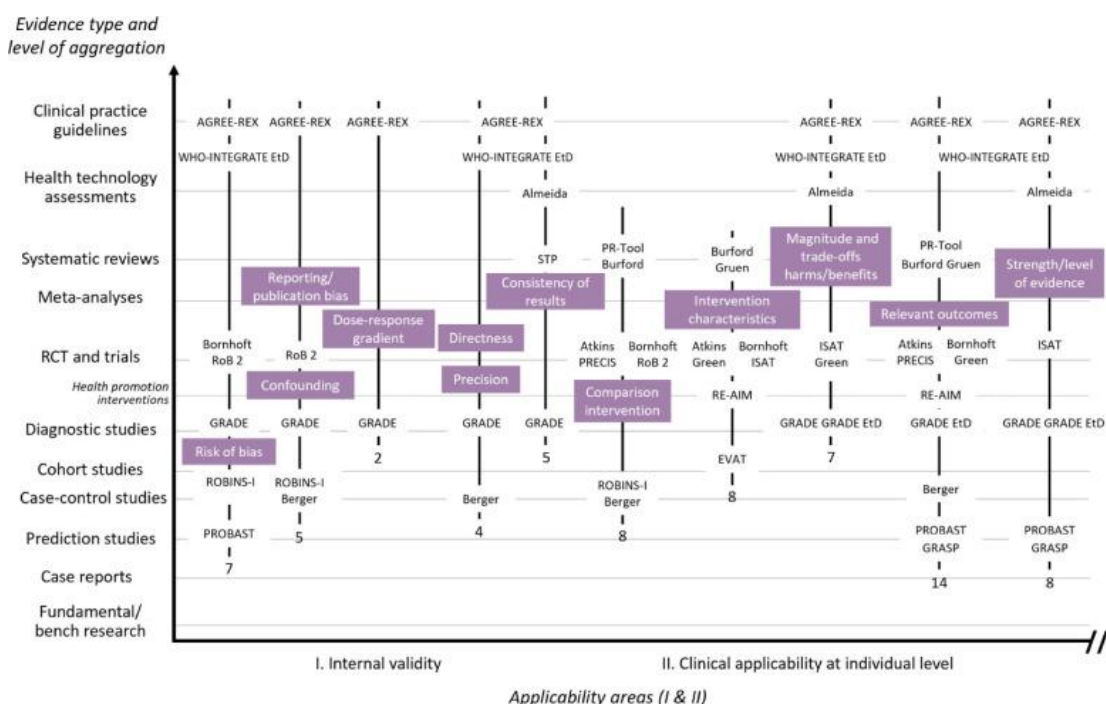 Evidence type and
level of aggregation
Clinical practice
guidelines
AGREE-REX AGREE-REX AGREE-REX AGREE-REX AGREE-REX AGREE-REX AGREE-REX
WHO-INTEGRATE EtD WHO-INTEGRATE EtD WHO-INTEGRATE EtD WHO-INTEGRATE EtD
Health technology
assessments
Almeida Almeida Almeida
Systematic reviews
STP
PR-Tool
Burford
Burford
Gruen
Magnitude and
trade-offs
harms/benefits
PR-Tool
Burford Gruen
Strength/level
of evidence
Meta-analyses
Reporting/
publication bias
Consistency of
results
Intervention
characteristics
Relevant outcomes
Dose-response
gradient
Directness
RCT and trials
Bornhoft
RoB 2
RoB 2
Atkins
PRECIS
Bornhoft
RoB 2
Atkins
Green
Bornhoft
ISAT
ISAT
Green
Atkins
PRECIS
Bornhoft
Green
ISAT
Health promotion
interventions
Confounding
Precision
Comparison
intervention
RE-AIM RE-AIM
Diagnostic studies
GRADE GRADE GRADE GRADE GRADE GRADE GRADE EtD GRADE EtD GRADE GRADE EtD
Risk of bias
2 5 7
Cohort studies
EVAT
ROBINS-I
Case-control studies
ROBINS-I
Berger
Berger
ROBINS-I
Berger
8
Berger
Prediction studies
PROBAST
5 4 8
PROBAST
GRASP
PROBAST
GRASP
7
Case reports
14 8
Fundamental/
bench research
I. Internal validity II. Clinical applicability at individual level
Applicability areas (I & II)